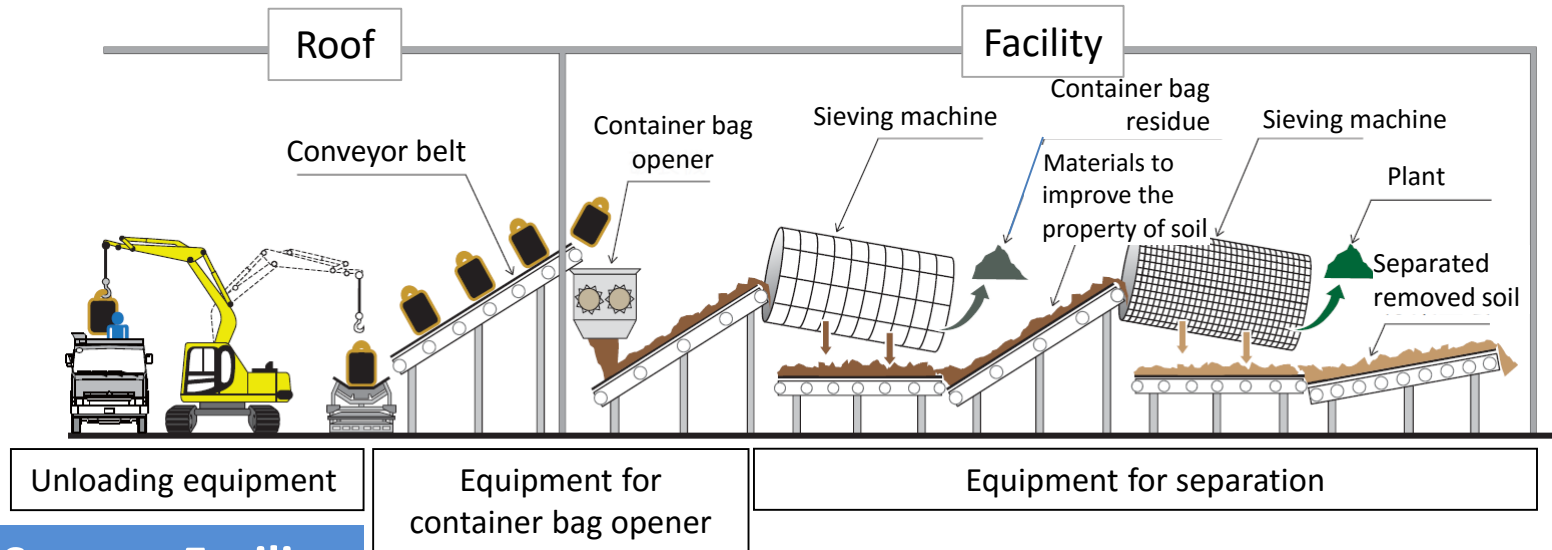 Roof
Facility
Conveyor belt
Container bag
opener
Sieving machine
Container bag
residue
Materials to
improve the
property of soil
Sieving machine
Plant
Separated
removed soil
Unloading equipment
Equipment for
container bag opener
Equipment for separation